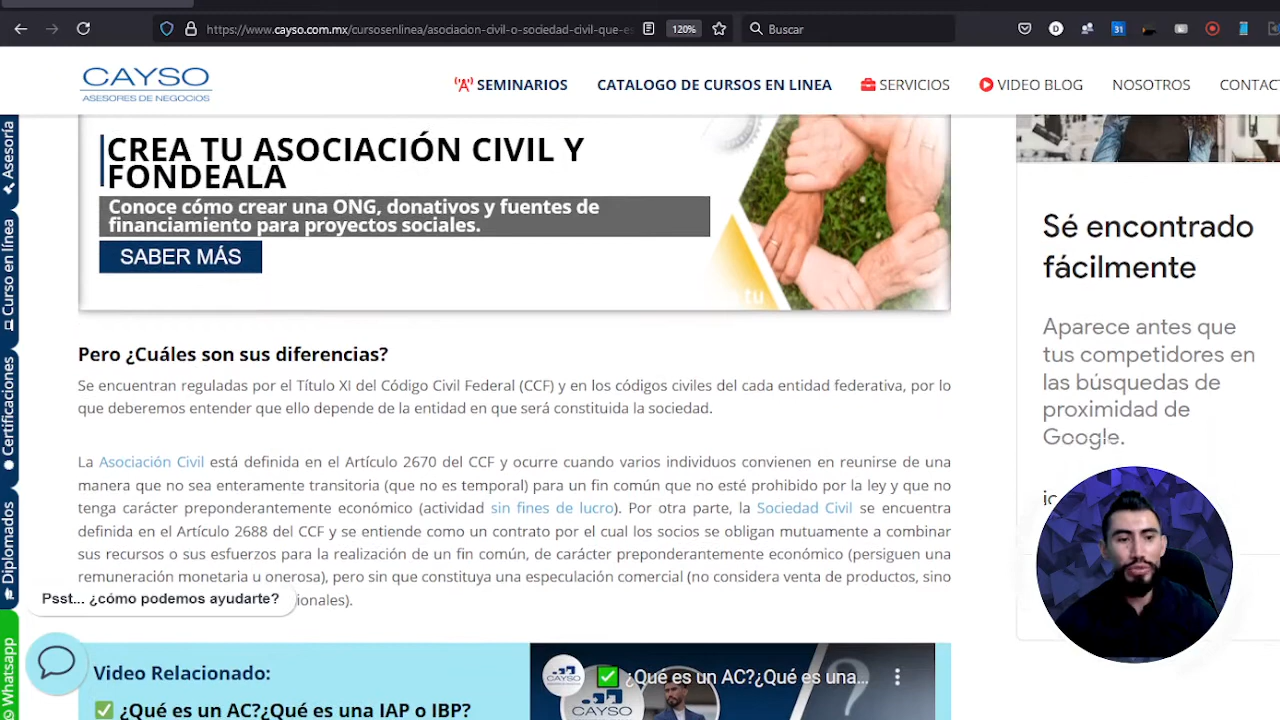 https://www.cayso.com.mx/cursosenlinea/asociacion-civil-o-sociedad-civil-que-es
120%
Buscar
31
CAYSO
ASESORES DE NEGOCIOS
SEMINARIOS
CATALOGO DE CURSOS EN LINEA
SERVICIOS
VIDEO BLOG
NOSOTROS
CONTAC
Asesoría
Curso en línea
Certificaciones
Diplomados
Whatsapp
CREA TU ASOCIACIÓN CIVIL Y
FONDEALA
Conoce cómo crear una ONG, donativos y fuentes de
financiamiento para proyectos sociales.
SABER MÁS
tu
Pero ¿Cuáles son sus diferencias?
Se encuentran reguladas por el Título XI del Código Civil Federal (CCF) y en los códigos civiles del cada entidad federativa, por lo
que deberemos entender que ello depende de la entidad en que será constituida la sociedad.
La Asociación Civil está definida en el Artículo 2670 del CCF y ocurre cuando varios individuos convienen en reunirse de una
manera que no sea enteramente transitoria (que no es temporal) para un fin común que no esté prohibido por la ley y que no
tenga carácter preponderantemente económico (actividad sin fines de lucro). Por otra parte, la Sociedad Civil se encuentra
definida en el Artículo 2688 del CCF y se entiende como un contrato por el cual los socios se obligan mutuamente a combinar
sus recursos o sus esfuerzos para la realización de un fin común, de carácter preponderantemente económico (persiguen una
remuneración monetaria u onerosa), pero sin que constituya una especulación comercial (no considera venta de productos, sino
ionales).
Psst... ¿cómo podemos ayudarte?
Video Relacionado:
✅ ¿Qué es un AC?¿Qué es una IAP o IBP?
✅ ¿Qué es un AC?¿Qué es una...
CAYSO
CAYSO
Sé encontrado
fácilmente
Aparece antes que
tus competidores en
las búsquedas de
proximidad de
Google.